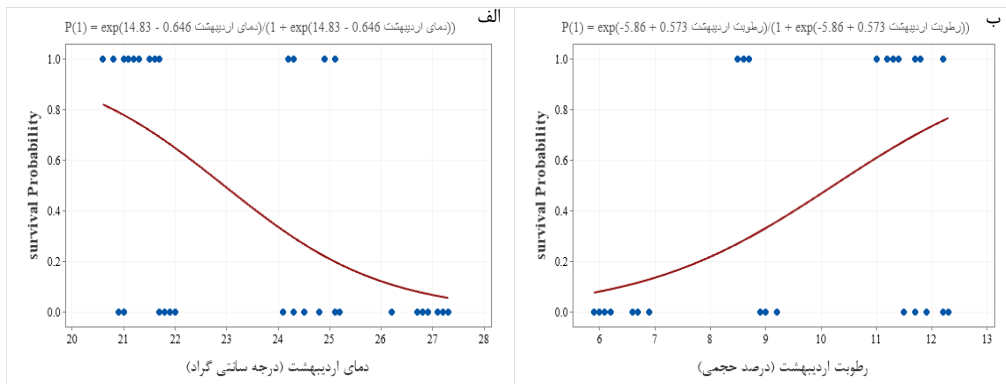 الف
P(1) = exp(14.83 - 0.646 دمای اردیبهشت)/(1 + exp(14.83 - 0.646 دمای اردیبهشت))
survival Probability
1.0
0.8
0.6
0.4
0.2
0.0
20 21 22 23 24 25 26 27 28
دمای اردیبهشت (درجه سانتی گراد)
ب
P(1) = exp(-5.86 + 0.573 رطوبت اردیبهشت)/(1 + exp(-5.86 + 0.573 رطوبت اردیبهشت))
survival Probability
1.0
0.8
0.6
0.4
0.2
0.0
6 7 8 9 10 11 12 13
رطوبت اردیبهشت (درصد حجمی)